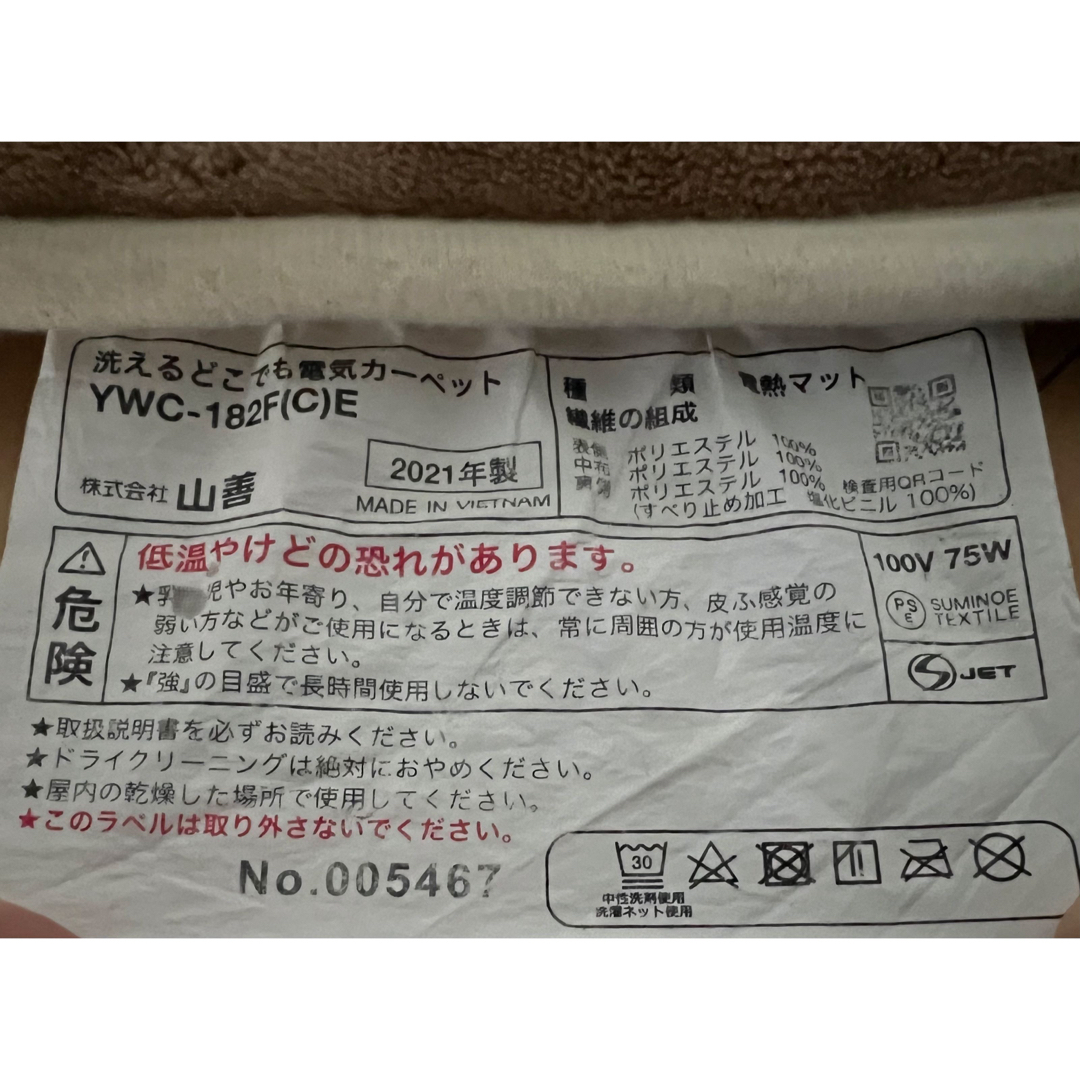 洗えるどこでも電気カーペット
YWC-182F(C)E
2021年製
株式会社 山善
MADE IN VIETNAM
種 類 電熱マット
繊維の組成
表側 ポリエステル 100%
中布 ポリエステル 100%
裏側 ポリエステル 100%
(すべり止め加工 塩化ビニル 100%)
検査用QRコード
危険
低温やけどの恐れがあります。
★乳 児やお年寄り、自分で温度調節できない方、皮ふ感覚の
弱い方などがご使用になるときは、常に周囲の方が使用温度に
注意してください。
★『強』の目盛で長時間使用しないでください。
100V 75W
PS
E
SUMINOE
TEXTILE
S JET
★取扱説明書を必ずお読みください。
★ドライクリーニングは絶対におやめください。
★屋内の乾燥した場所で使用してください。
★このラベルは取り外さないでください。
No.005467
30
中性洗剤使用
洗濯ネット使用